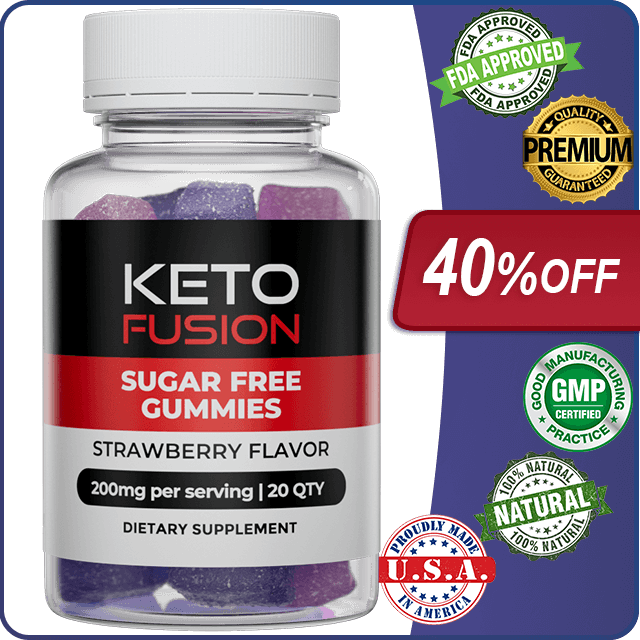 KETO
FUSION
SUGAR FREE
GUMMIES
STRAWBERRY FLAVOR
200mg per serving | 20 QTY
DIETARY SUPPLEMENT
FDA APPROVED
FDA APPROVED
FDA APPROVED
QUALITY
PREMIUM
GUARANTEED
40%OFF
GOOD MANUFACTURING
GMP
CERTIFIED
PRACTICE
100% NATURAL
NATURAL
100% NATURAL
PROUDLY MADE
U.S.A.
IN AMERICA